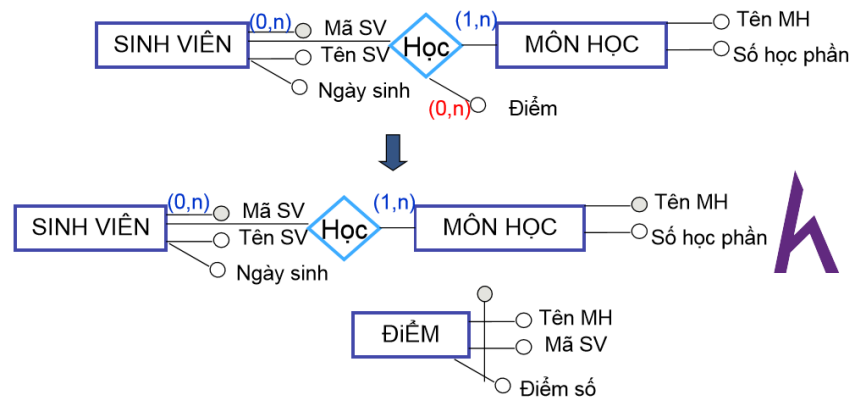 (0,n) Mã SV (1,n) Tên MH
SINH VIÊN Học MÔN HỌC
Tên SV Số học phần
Ngày sinh
(0,n) Điểm
(0,n) Mã SV (1,n) Tên MH
SINH VIÊN Học MÔN HỌC
Tên SV Số học phần
Ngày sinh
Tên MH
ĐiỂM
Mã SV
Điểm số